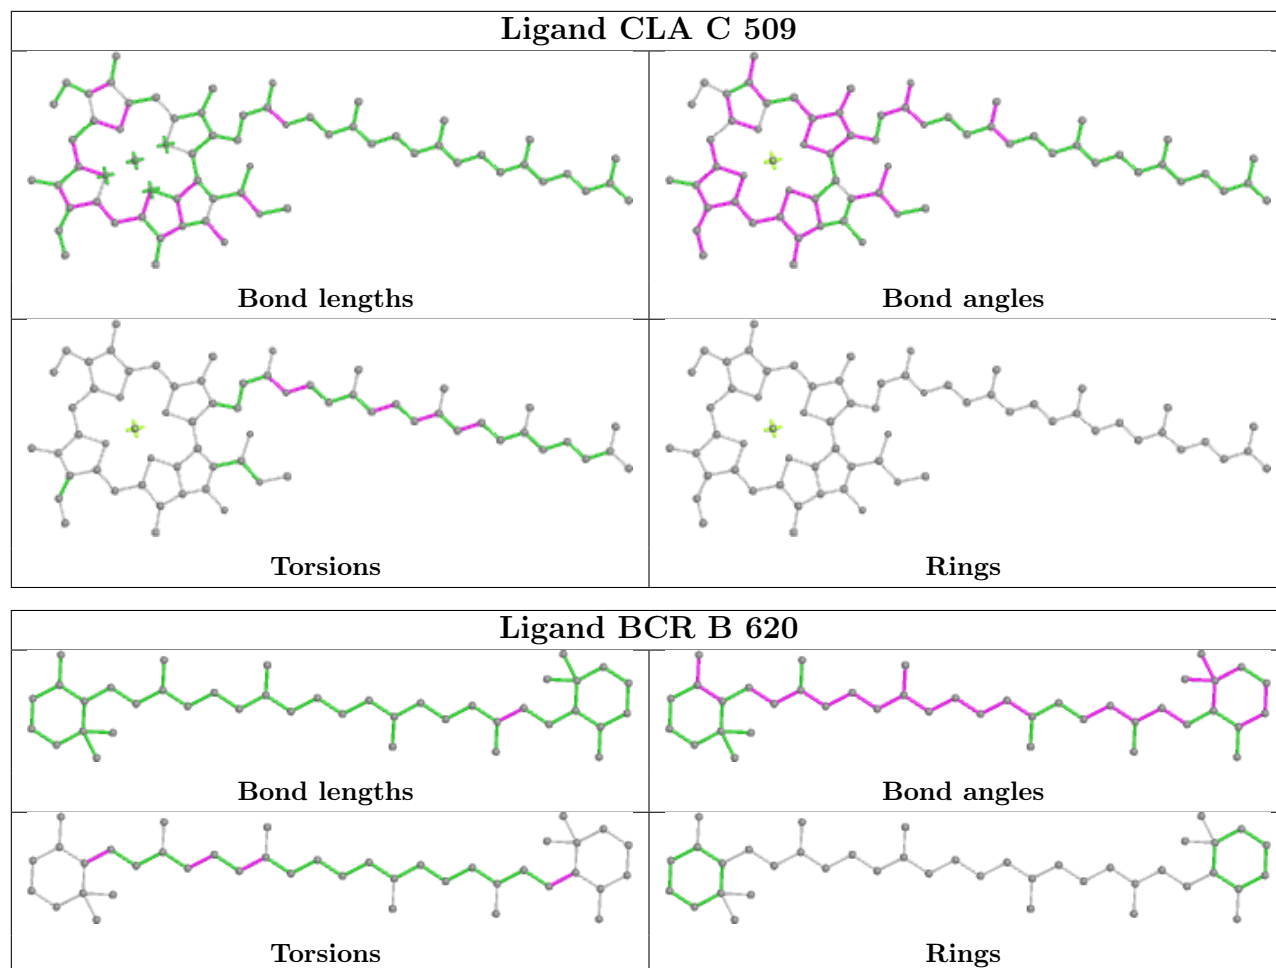 Ligand CLA C 509
Bond lengths
Bond angles
Torsions
Rings
Ligand BCR B 620
Bond lengths
Bond angles
Torsions
Rings